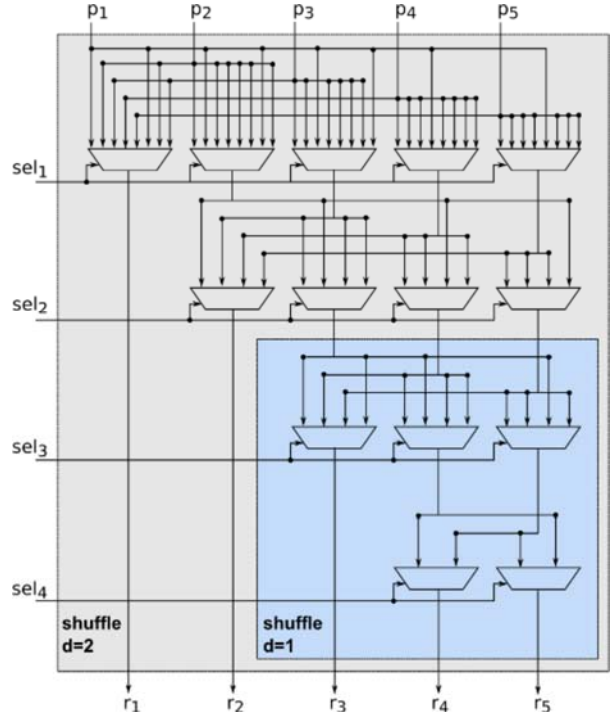 p1 p2 p3 p4 p5
sel1
sel2
sel3
sel4
shuffle
d=2
shuffle
d=1
r1 r2 r3 r4 r5